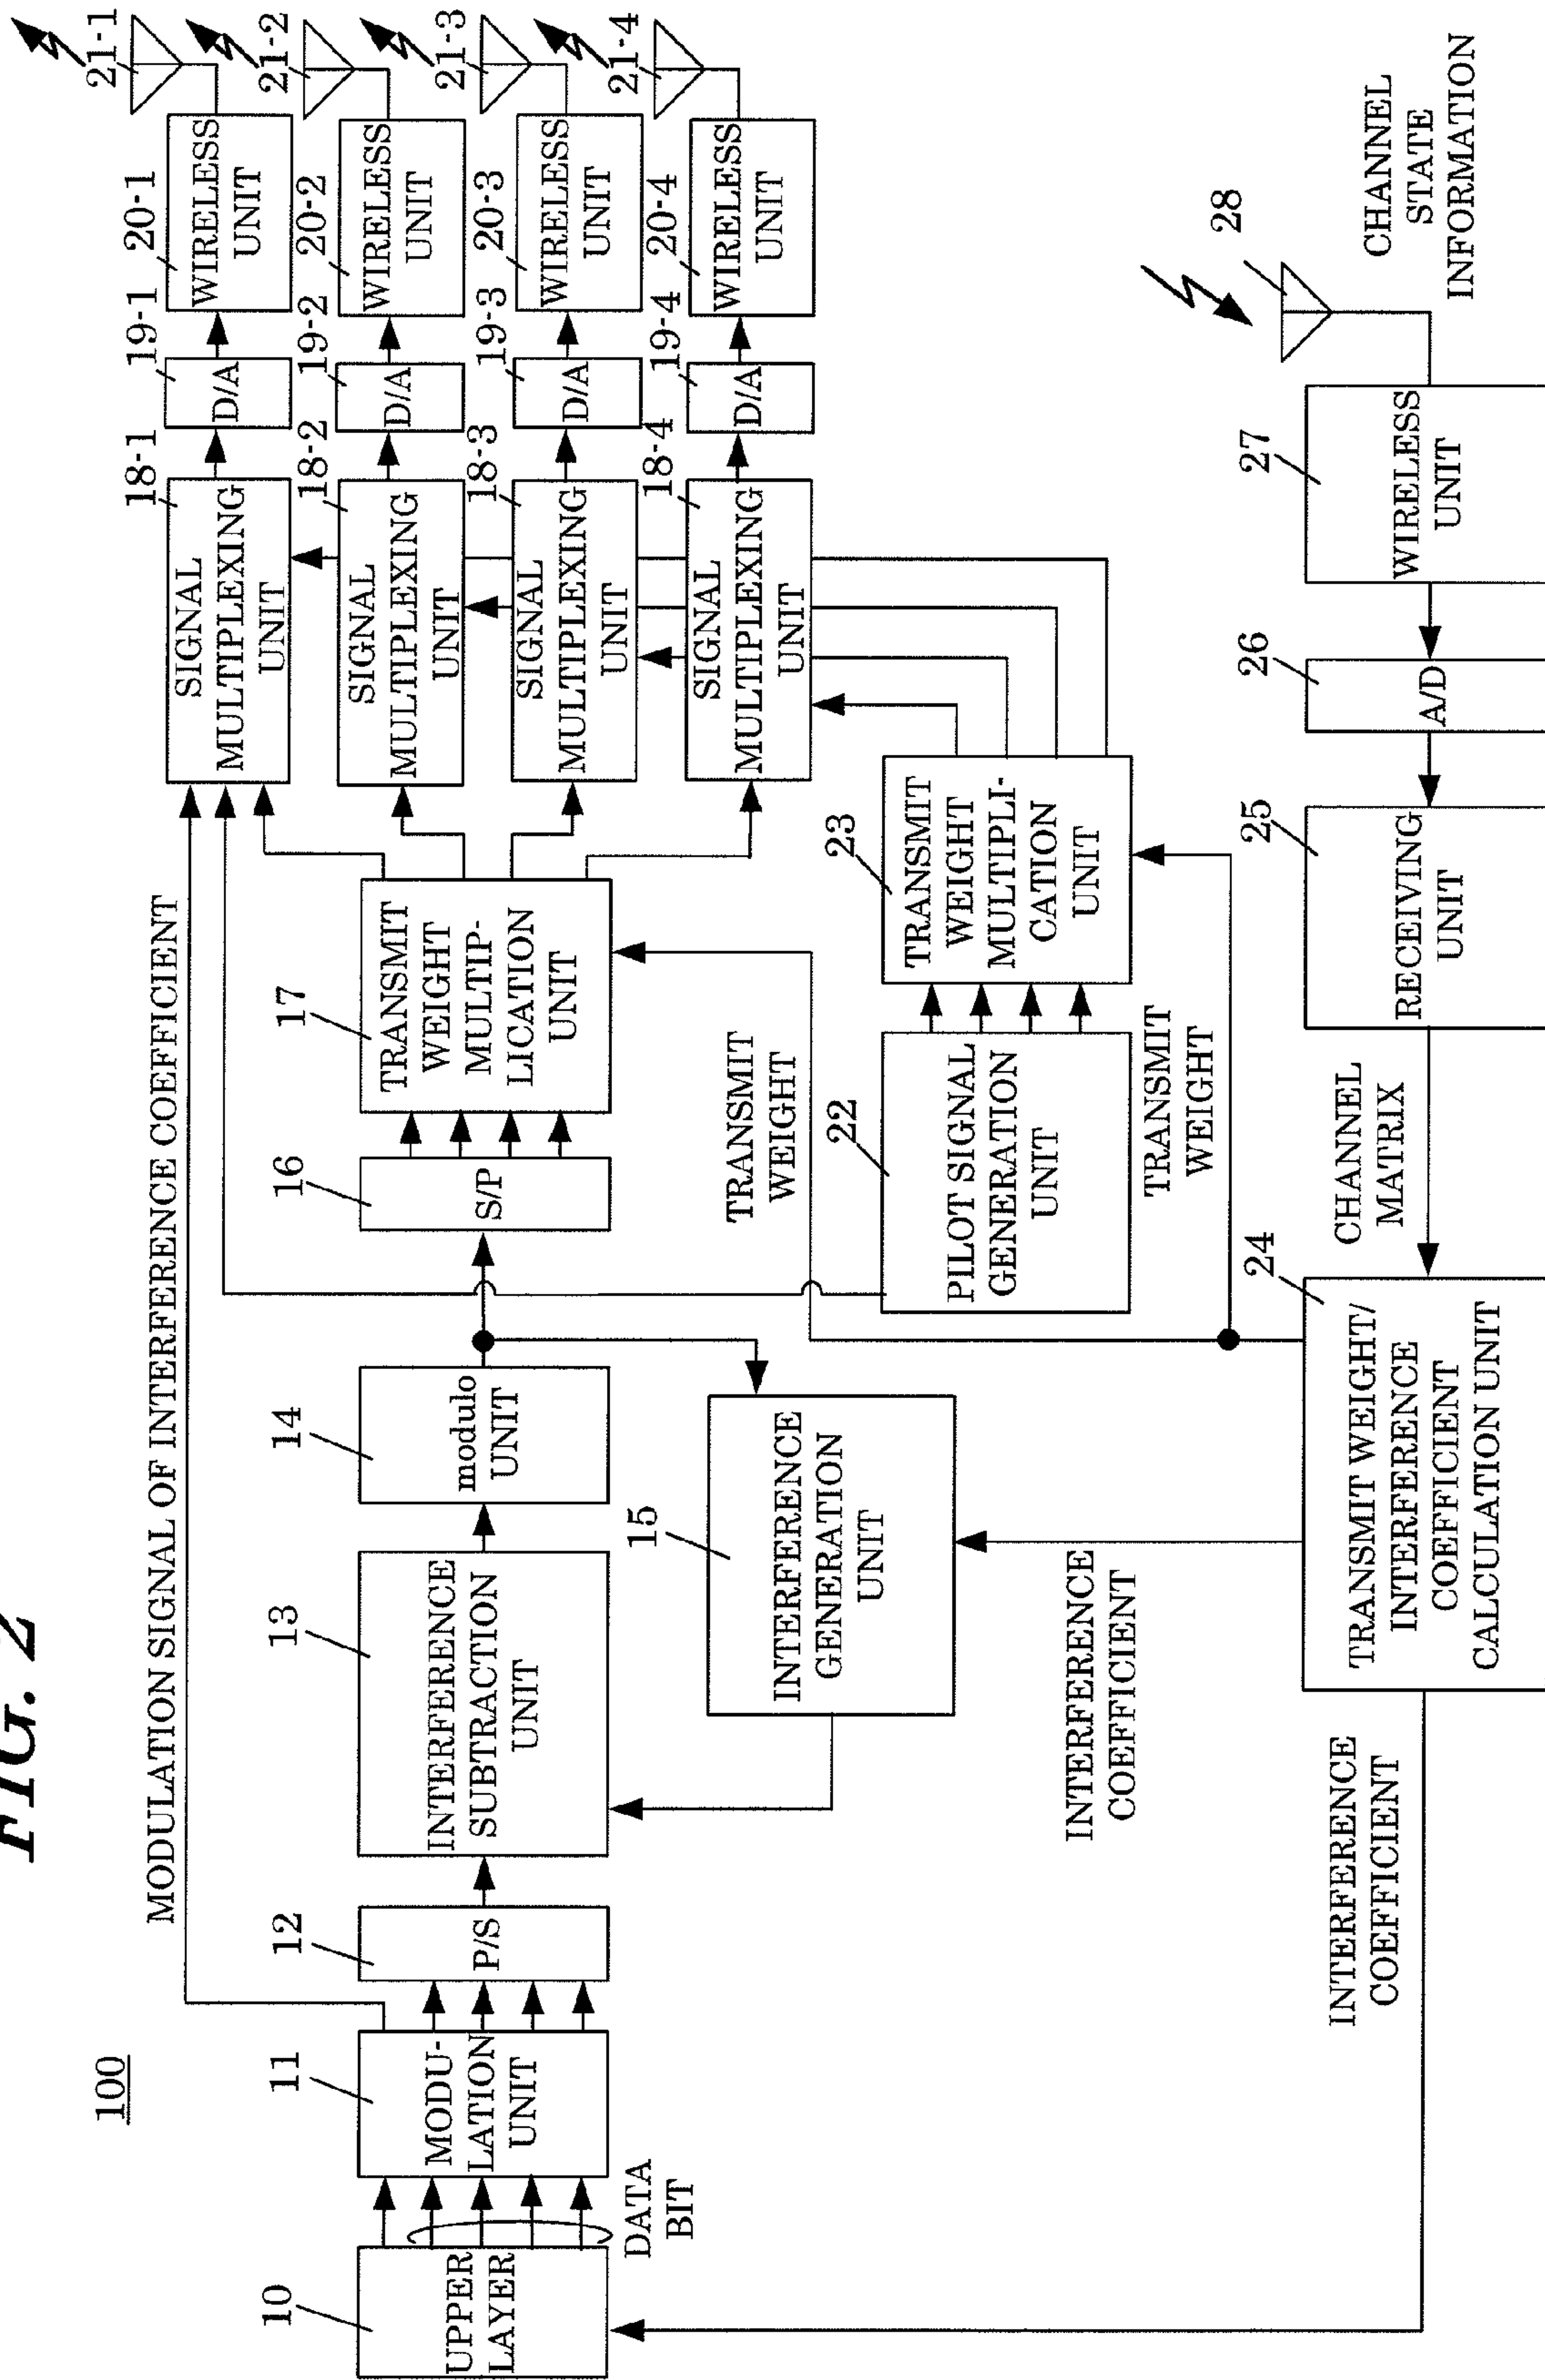 FIG. 2
100
MODULATION SIGNAL OF INTERFERENCE COEFFICIENT
10
UPPER
LAYER
DATA
BIT
11
MODU-
LATION
UNIT
12
P/S
13
INTERFERENCE
SUBTRACTION
UNIT
14
modulo
UNIT
15
INTERFERENCE
GENERATION
UNIT
16
S/P
17
TRANSMIT
WEIGHT
MULTIP-
LICATION
UNIT
18-1
SIGNAL
MULTIPLEXING
UNIT
19-1
D/A
20-1
WIRELESS
UNIT
21-1
18-2
SIGNAL
MULTIPLEXING
UNIT
19-2
D/A
20-2
WIRELESS
UNIT
21-2
18-3
SIGNAL
MULTIPLEXING
UNIT
19-3
D/A
20-3
WIRELESS
UNIT
21-3
18-4
SIGNAL
MULTIPLEXING
UNIT
19-4
D/A
20-4
WIRELESS
UNIT
21-4
TRANSMIT
WEIGHT
22
PILOT SIGNAL
GENERATION
UNIT
23
TRANSMIT
WEIGHT
MULTIPLI-
CATION
UNIT
TRANSMIT
WEIGHT
INTERFERENCE
COEFFICIENT
INTERFERENCE
COEFFICIENT
24
TRANSMIT WEIGHT/
INTERFERENCE
COEFFICIENT
CALCULATION UNIT
CHANNEL
MATRIX
25
RECEIVING
UNIT
26
A/D
27
WIRELESS
UNIT
28
CHANNEL
STATE
INFORMATION